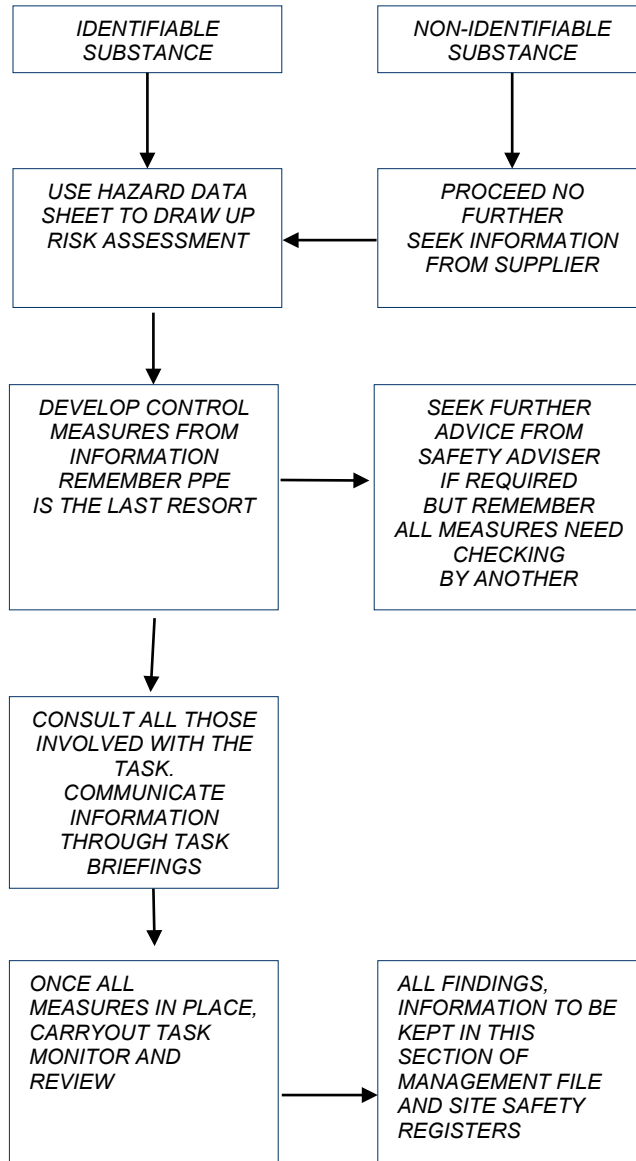 IDENTIFIABLE
SUBSTANCE
NON-IDENTIFIABLE
SUBSTANCE
USE HAZARD DATA
SHEET TO DRAW UP
RISK ASSESSMENT
PROCEED NO
FURTHER
SEEK INFORMATION
FROM SUPPLIER
DEVELOP CONTROL
MEASURES FROM
INFORMATION
REMEMBER PPE
IS THE LAST RESORT
SEEK FURTHER
ADVICE FROM
SAFETY ADVISER
IF REQUIRED
BUT REMEMBER
ALL MEASURES NEED
CHECKING
BY ANOTHER
CONSULT ALL THOSE
INVOLVED WITH THE
TASK.
COMMUNICATE
INFORMATION
THROUGH TASK
BRIEFINGS
ONCE ALL
MEASURES IN PLACE,
CARRYOUT TASK
MONITOR AND
REVIEW
ALL FINDINGS,
INFORMATION TO BE
KEPT IN THIS
SECTION OF
MANAGEMENT FILE
AND SITE SAFETY
REGISTERS